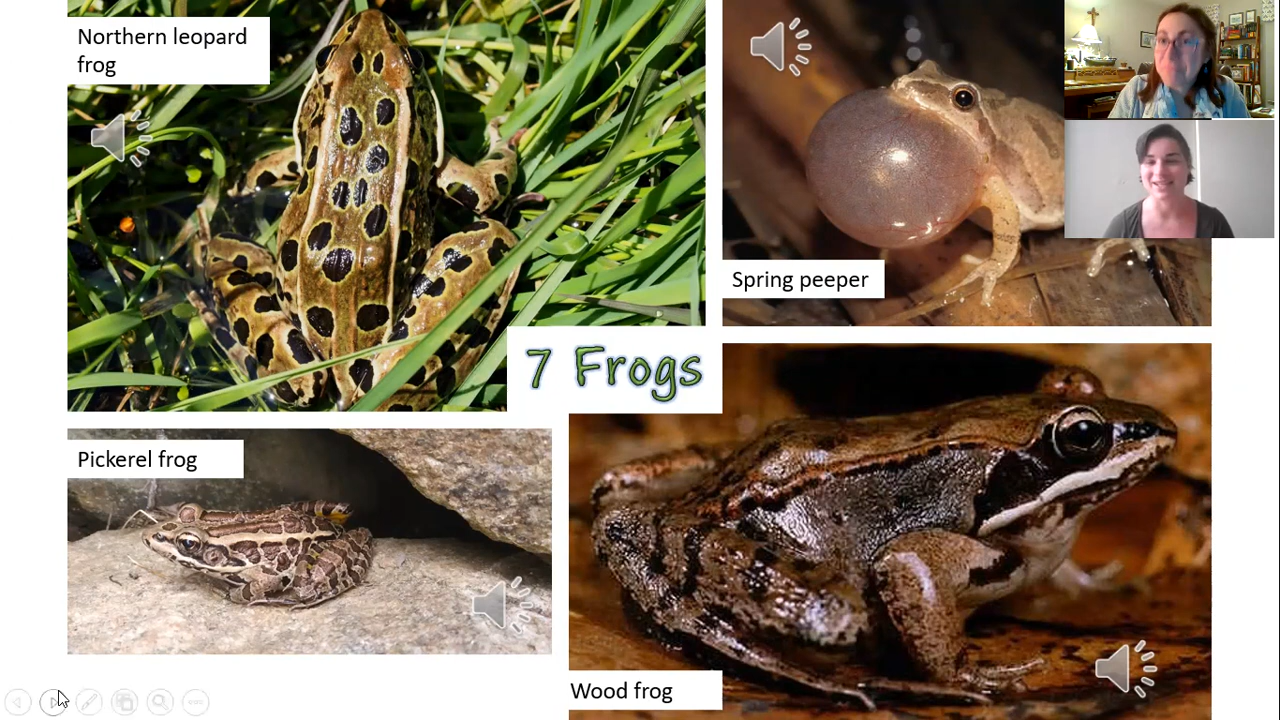 Northern leopard
frog
Spring peeper
7 Frogs
Pickerel frog
Wood frog